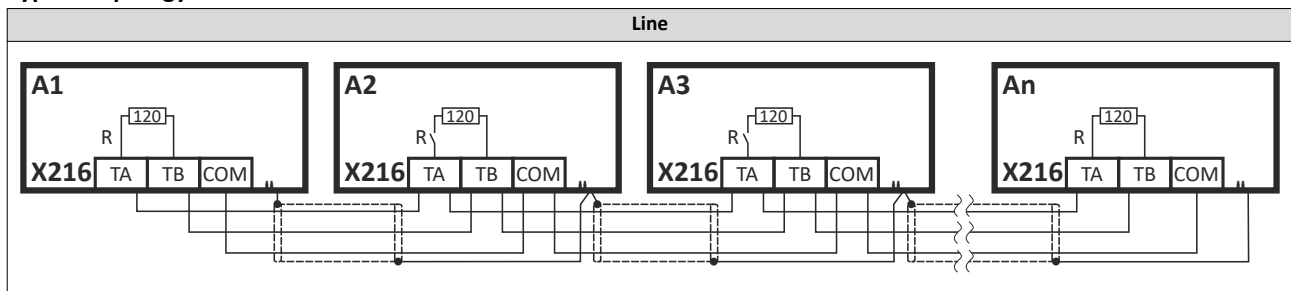 Line
A1 A2 A3 An
120 120 120 120
R R R R
X216 TA TB COM X216 TA TB COM X216 TA TB COM X216 TA TB COM